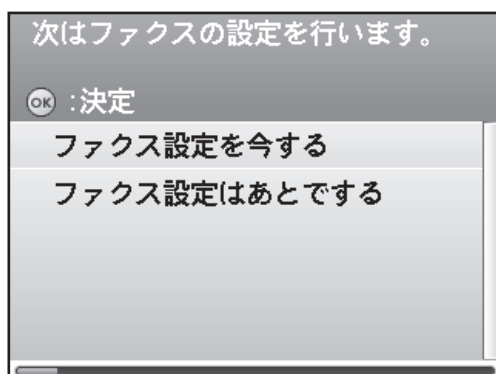 次はファクスの設定を行います。
OK :決定
ファクス設定を今する
ファクス設定はあとでする